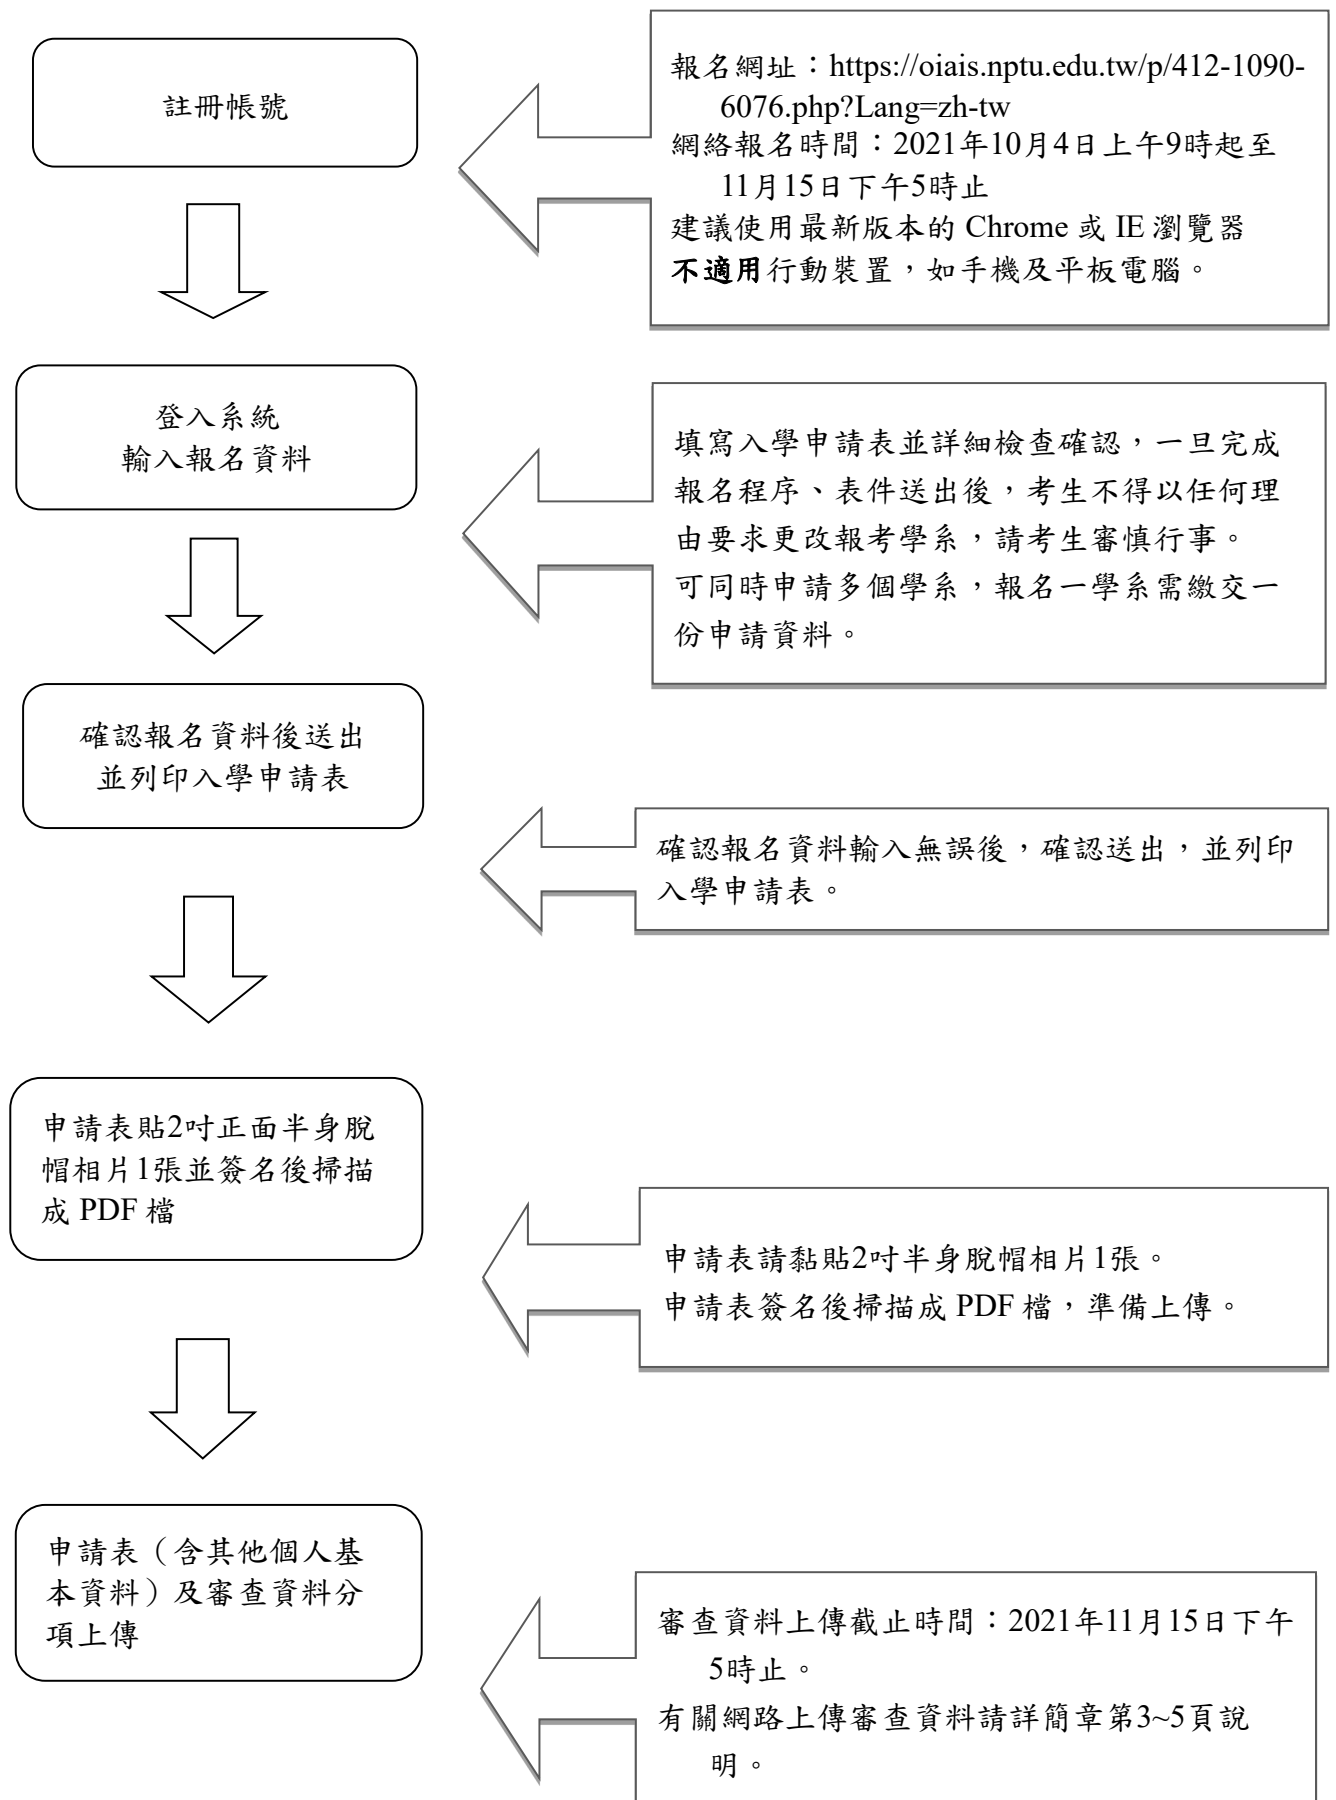 註冊帳號
報名網址：https://oiais.nptu.edu.tw/p/412-1090-
6076.php?Lang=zh-tw
網絡報名時間：2021年10月4日上午9時起至
11月15日下午5時止
建議使用最新版本的 Chrome 或 IE 瀏覽器
不適用行動裝置，如手機及平板電腦。
登入系統
輸入報名資料
填寫入學申請表並詳細檢查確認，一旦完成
報名程序、表件送出後，考生不得以任何理
由要求更改報考學系，請考生審慎行事。
可同時申請多個學系，報名一學系需繳交一
份申請資料。
確認報名資料後送出
並列印入學申請表
確認報名資料輸入無誤後，確認送出，並列印
入學申請表。
申請表貼2吋正面半身脫
帽相片1張並簽名後掃描
成 PDF 檔
申請表請黏貼2吋半身脫帽相片1張。
申請表簽名後掃描成 PDF 檔，準備上傳。
申請表（含其他個人基
本資料）及審查資料分
項上傳
審查資料上傳截止時間：2021年11月15日下午
5時止。
有關網路上傳審查資料請詳簡章第3~5頁說
明。